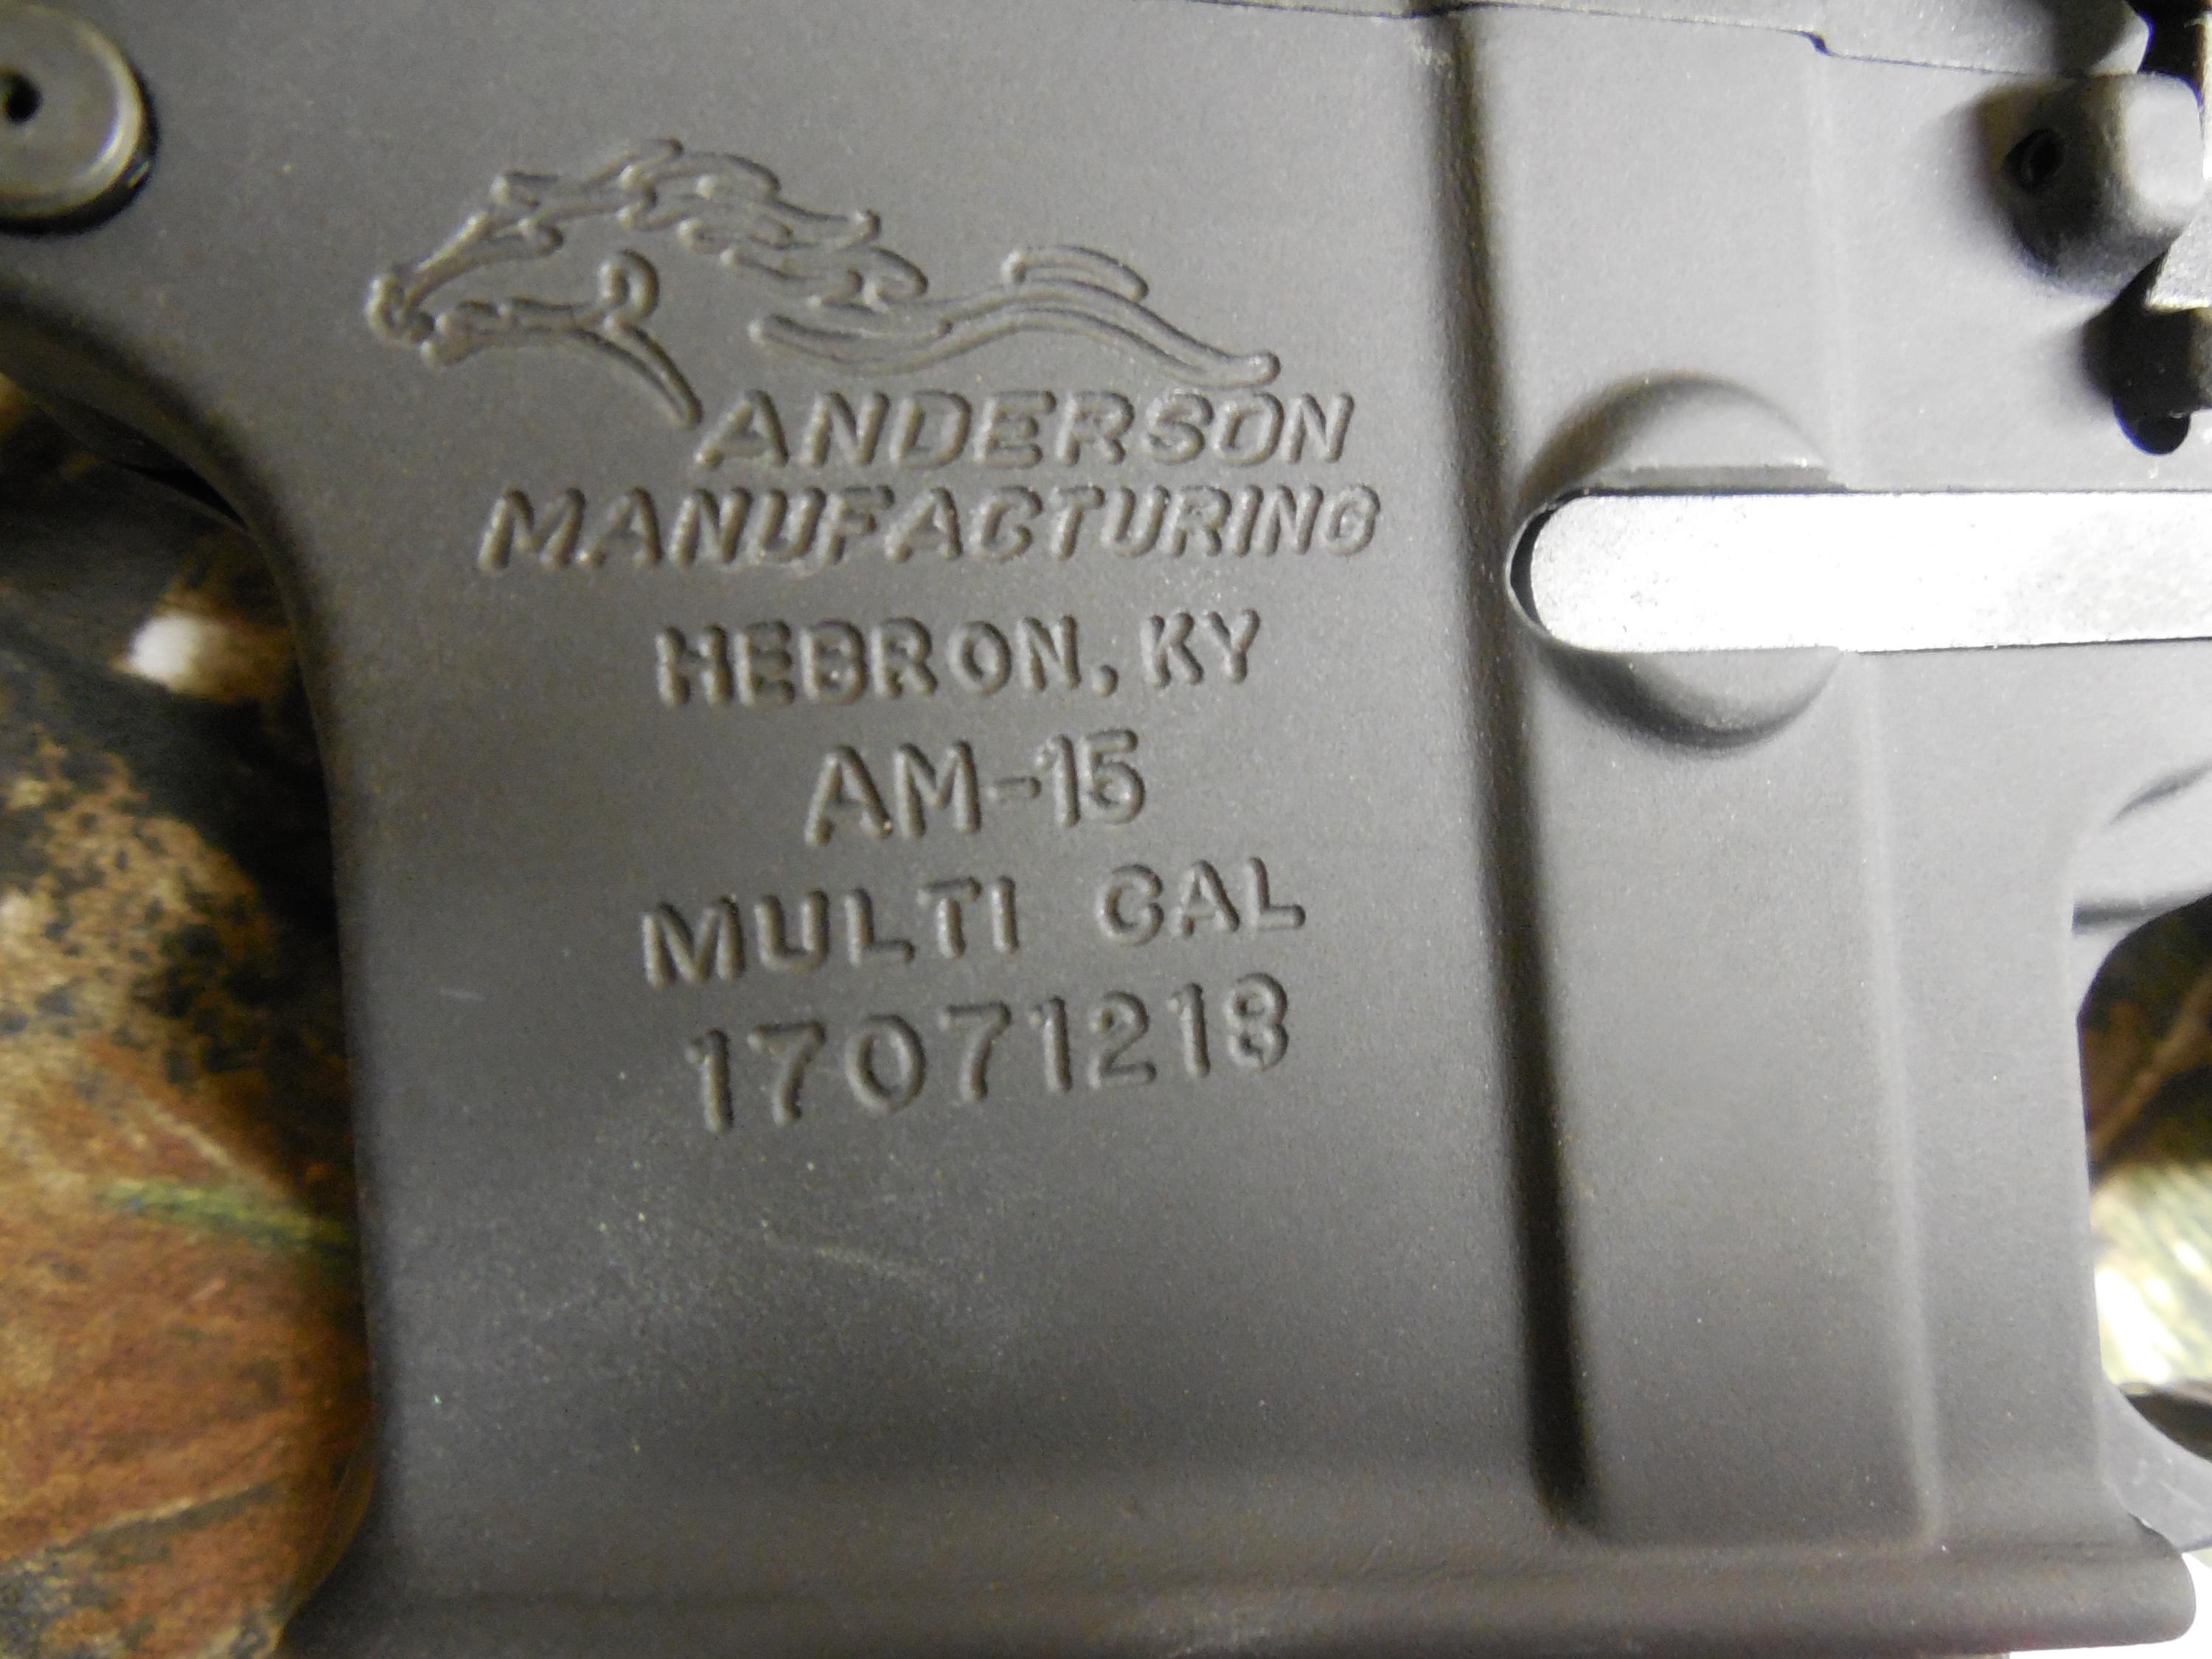 ANDERSON
MANUFACTURING
HEBRON, KY
AM-15
MULTI CAL
17071218